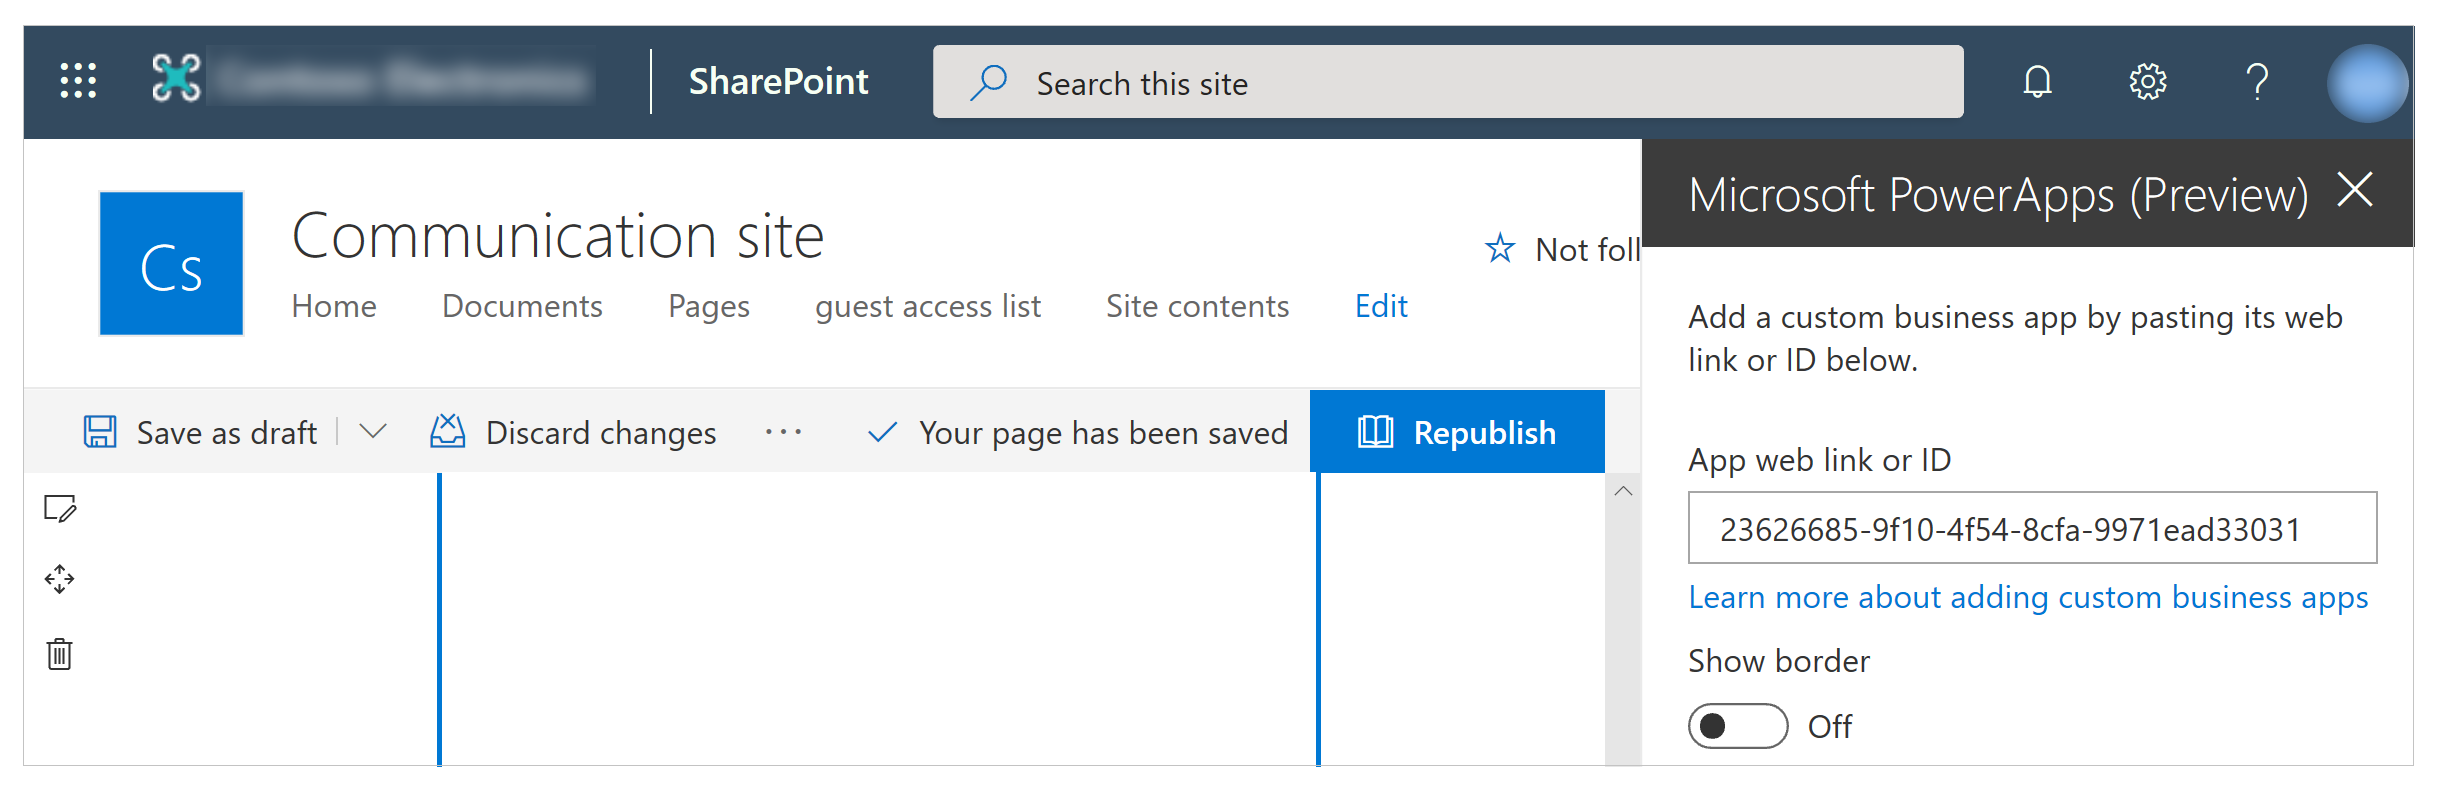 SharePoint
Search this site
Microsoft PowerApps (Preview)
Cs
Communication site
Not foll
Home Documents Pages guest access list Site contents Edit
Add a custom business app by pasting its web
link or ID below.
Save as draft Discard changes ··· Your page has been saved Republish
App web link or ID
23626685-9f10-4f54-8cfa-9971ead33031
Learn more about adding custom business apps
Show border
Off